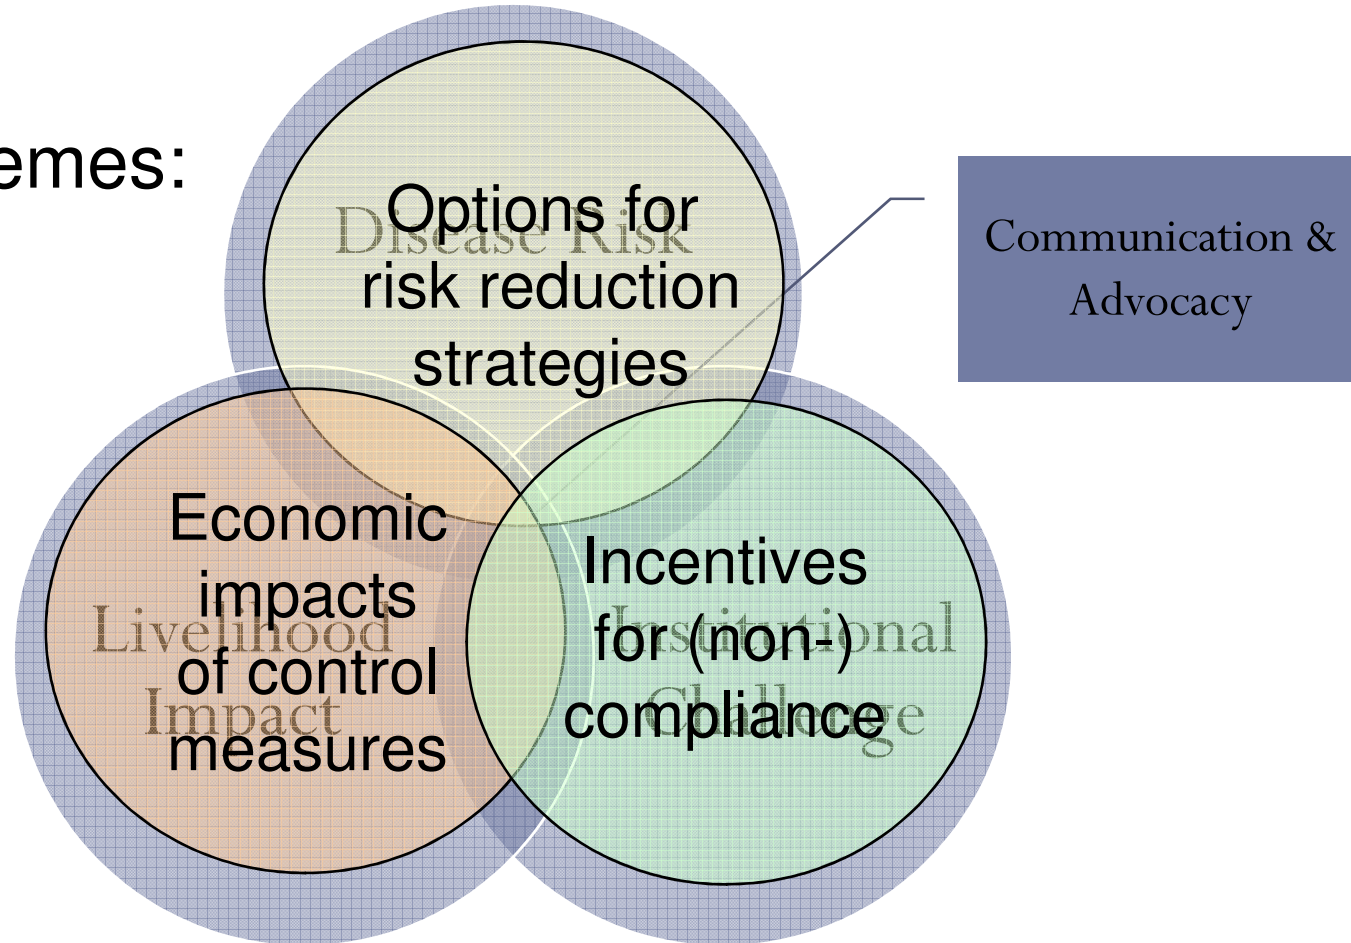 emes:
Disease Risk
Options for
risk reduction
strategies
Communication &
Advocacy
Livelihood
Impact
Economic
impacts
of control
measures
Institutional
Challenge
Incentives
for (non-)
compliance